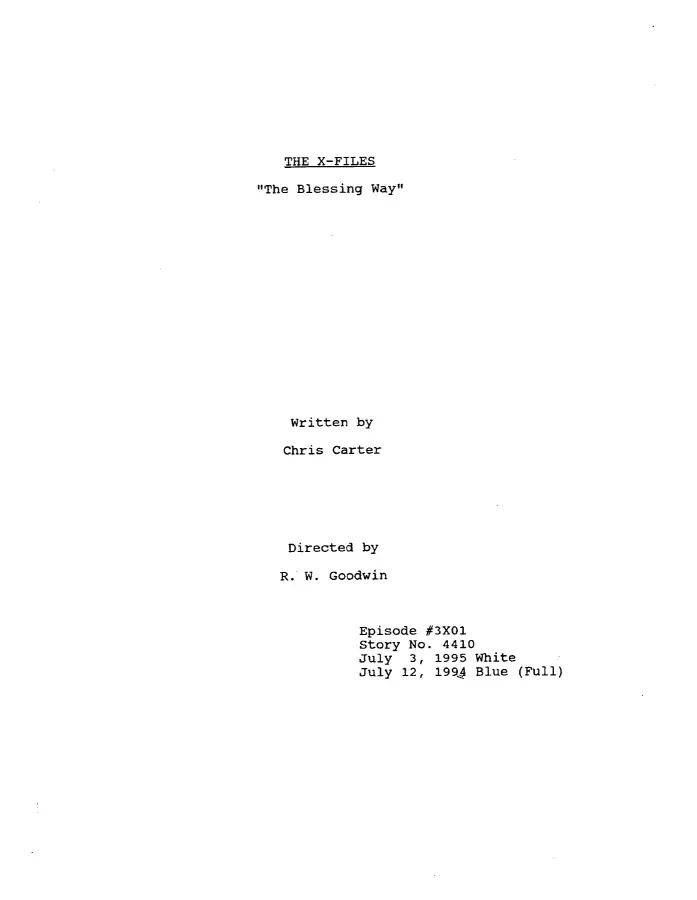 THE X-FILES
"The Blessing Way"
Written by
Chris Carter
Directed by
R. W. Goodwin
Episode #3X01
Story No. 4410
July 3, 1995 White
July 12, 1994 Blue (Full)